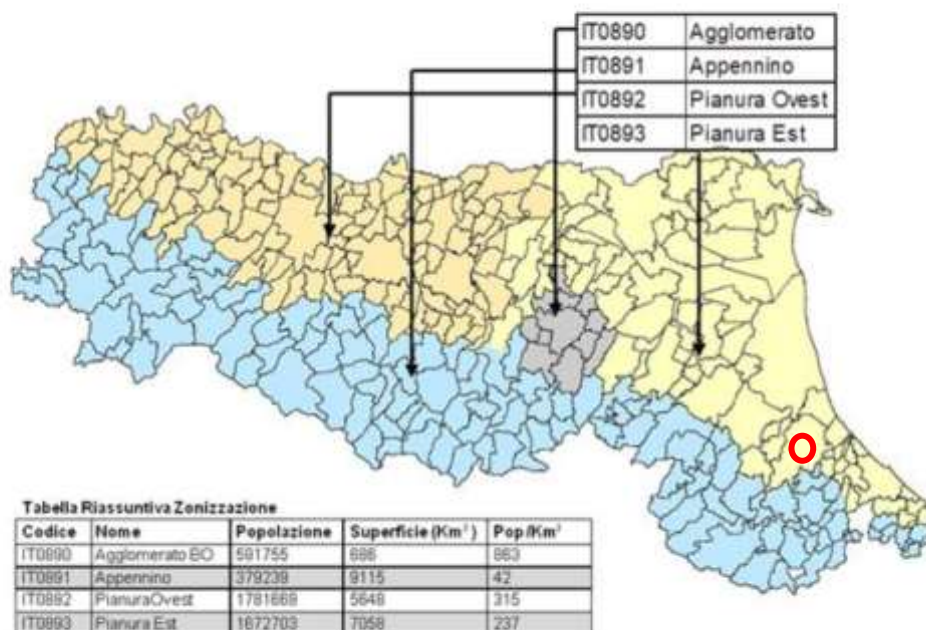 IT0890 Agglomerato
IT0891 Appennino
IT0892 Pianura Ovest
IT0893 Pianura Est
Tabella Riassuntiva Zonizzazione
Codice Nome Popolazione Superficie (Km²) Pop/Km²
IT0890 Agglomerato BO 591755 686 863
IT0891 Appennino 379239 9115 42
IT0892 PianuraOvest 1781669 5648 315
IT0893 Pianura Est 1672703 7058 237